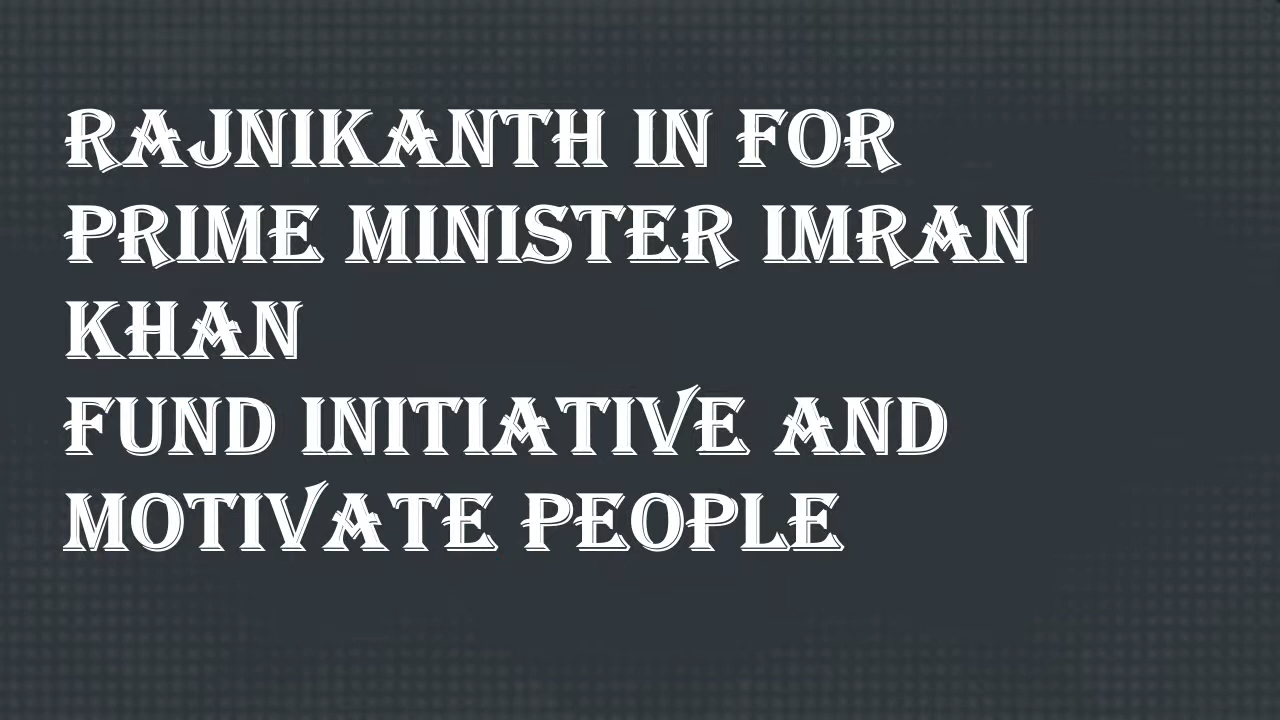 RAJNIKANTH IN FOR
PRIME MINISTER IMRAN
KHAN
FUND INITIATIVE AND
MOTIVATE PEOPLE